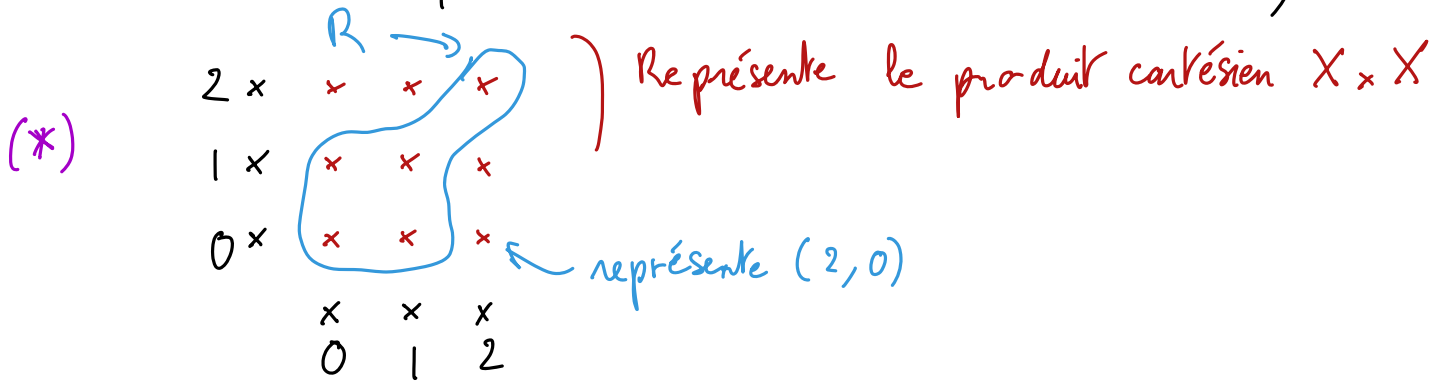 R
2 × × × × Représente le produit cartésien X × X
(*)
1 × × × ×
0 × × × ×
représente (2,0)
× × ×
0 1 2